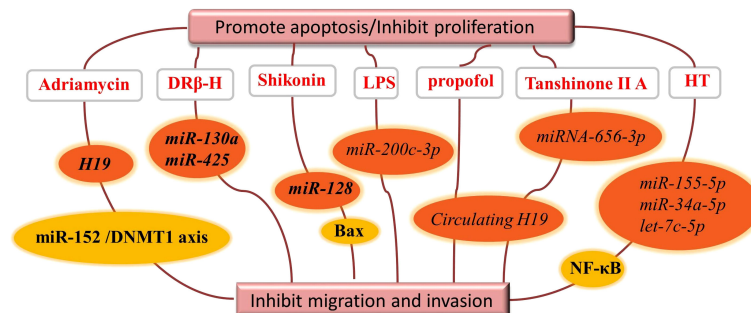 Promote apoptosis/Inhibit proliferation
Adriamycin
DRβ-H
Shikonin
LPS
propofol
Tanshinone II A
HT
H19
miR-130a
miR-425
miR-128
miR-200c-3p
miRNA-656-3p
Circulating H19
miR-155-5p
miR-34a-5p
let-7c-5p
miR-152 /DNMT1 axis
Bax
NF-κB
Inhibit migration and invasion